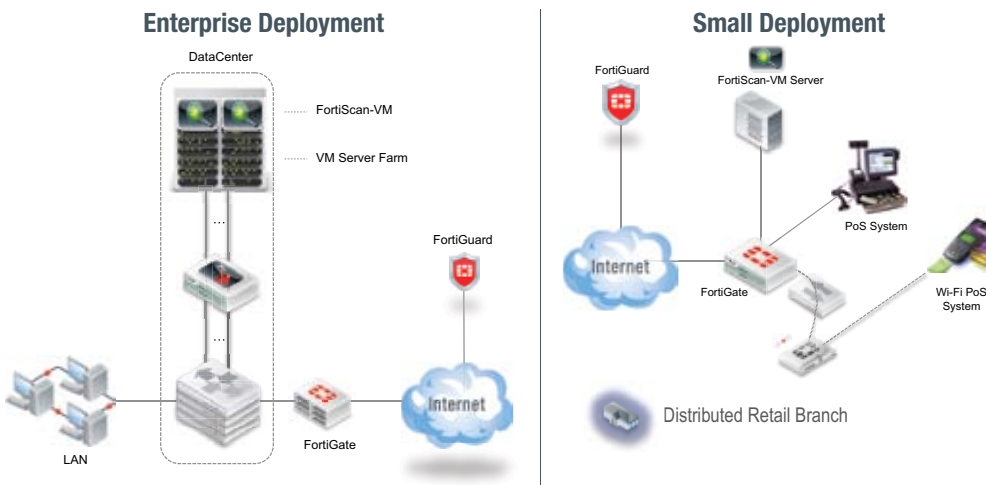 Enterprise Deployment
DataCenter
FortiScan-VM
VM Server Farm
...
FortiGuard
...
Internet
LAN
FortiGate
Small Deployment
FortiGuard
FortiScan-VM Server
PoS System
Internet
FortiGate
Wi-Fi PoS
System
Distributed Retail Branch